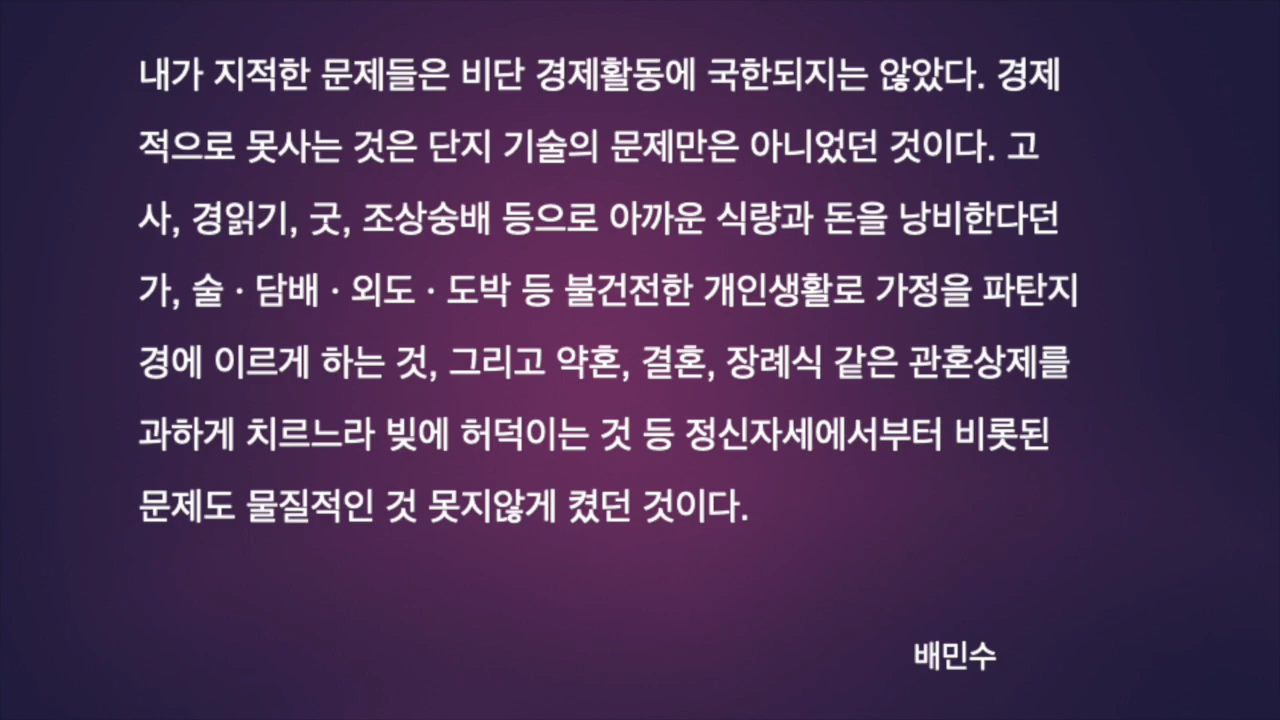 내가 지적한 문제들은 비단 경제활동에 국한되지는 않았다. 경제
적으로 못사는 것은 단지 기술의 문제만은 아니었던 것이다. 고
사, 경읽기, 굿, 조상숭배 등으로 아까운 식량과 돈을 낭비한다던
가, 술 · 담배 · 외도 · 도박 등 불건전한 개인생활로 가정을 파탄지
경에 이르게 하는 것, 그리고 약혼, 결혼, 장례식 같은 관혼상제를
과하게 치르느라 빚에 허덕이는 것 등 정신자세에서부터 비롯된
문제도 물질적인 것 못지않게 켰던 것이다.
배민수